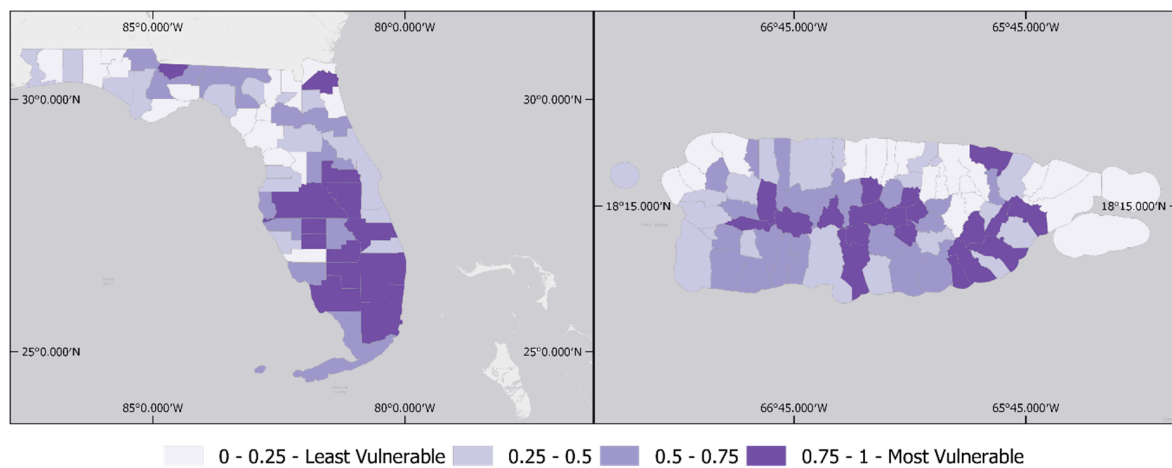 85°0.000′W 80°0.000′W 66°45.000′W 65°45.000′W
30°0.000′N 30°0.000′N
18°15.000′N 18°15.000′N
25°0.000′N 25°0.000′N
85°0.000′W 80°0.000′W 66°45.000′W 65°45.000′W
0 - 0.25 - Least Vulnerable 0.25 - 0.5 0.5 - 0.75 0.75 - 1 - Most Vulnerable